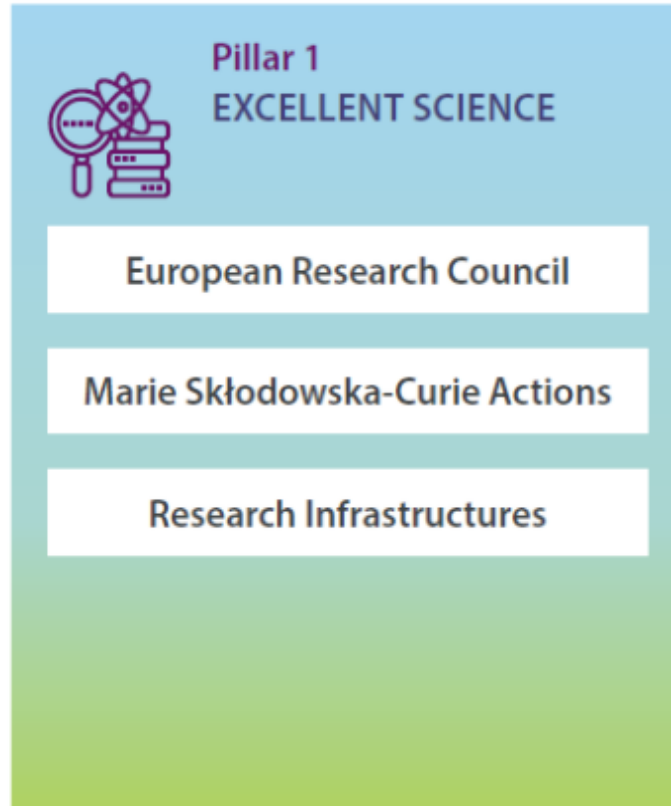 Pillar 1
EXCELLENT SCIENCE
European Research Council
Marie Skłodowska-Curie Actions
Research Infrastructures